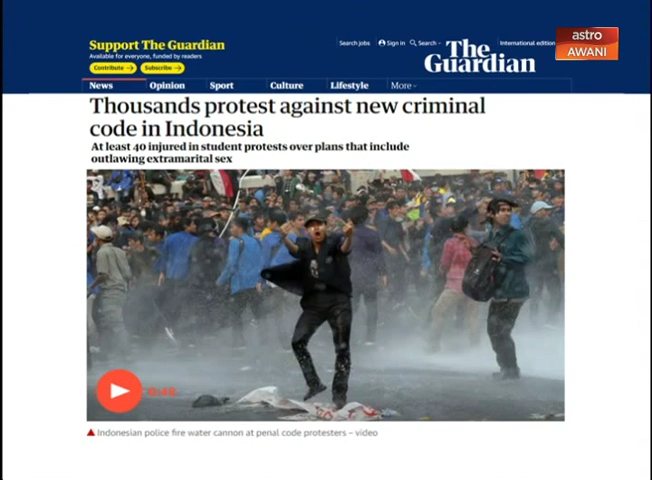 Support The Guardian
Available for everyone, funded by readers
Contribute → Subscribe →
Search jobs Sign in Search International edition
The Guardian
astro
AWANI
News Opinion Sport Culture Lifestyle More
Thousands protest against new criminal
code in Indonesia
At least 40 injured in student protests over plans that include
outlawing extramarital sex
0:46
Indonesian police fire water cannon at penal code protesters – video